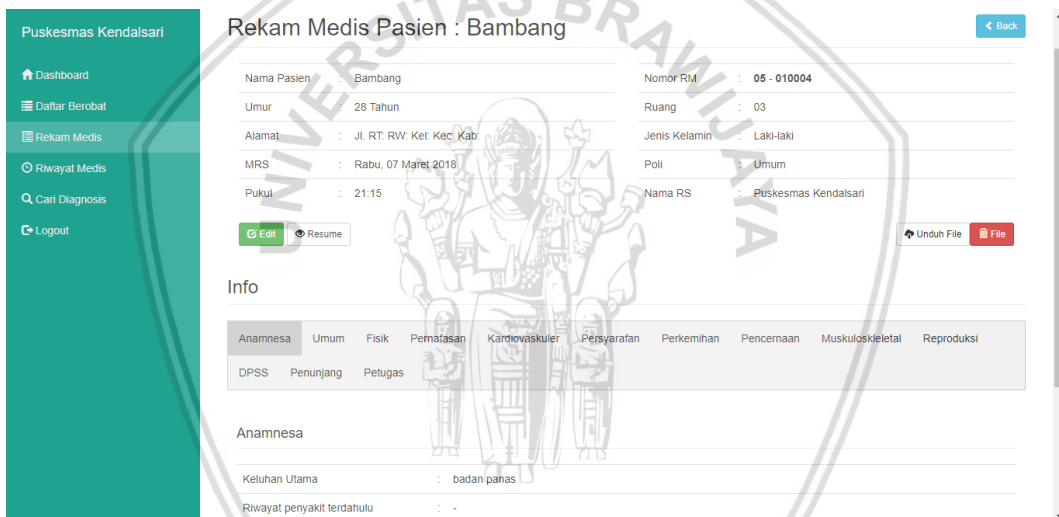 Puskesmas Kendalsari
Dashboard
Daftar Berobat
Rekam Medis
Riwayat Medis
Cari Diagnosis
Logout
Rekam Medis Pasien : Bambang
Back
Nama Pasien : Bambang
Umur : 28 Tahun
Alamat : Jl. RT: RW: Kel: Kec: Kab:
MRS : Rabu, 07 Maret 2018
Pukul : 21:15
Nomor RM : 05 - 010004
Ruang : 03
Jenis Kelamin : Laki-laki
Poli : Umum
Nama RS : Puskesmas Kendalsari
Edit Resume
Unduh File File
Info
Anamnesa Umum Fisik Pernafasan Kardiovaskuler Persyarafan Perkemihan Pencernaan Muskuloskleletal Reproduksi
DPSS Penunjang Petugas
Anamnesa
Keluhan Utama : badan panas
Riwayat penyakit terdahulu : -
UNIVERSITAS BRAWIJAYA